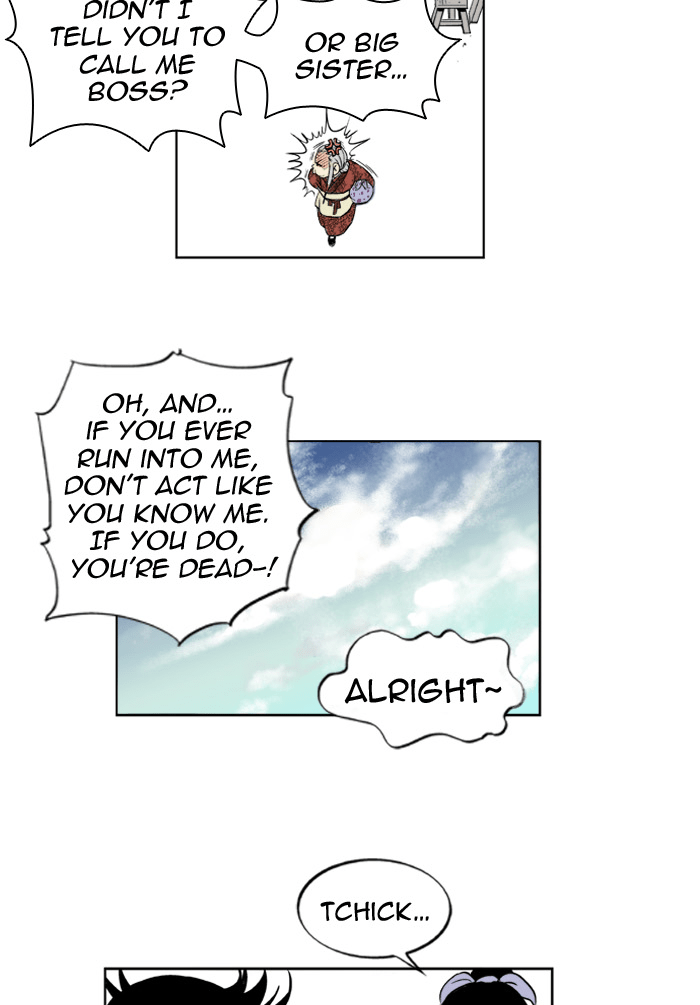 DIDN'T I
TELL YOU TO
CALL ME
BOSS?
OR BIG
SISTER...
OH, AND...
IF YOU EVER
RUN INTO ME,
DON'T ACT LIKE
YOU KNOW ME.
IF YOU DO,
YOU'RE DEAD~!
ALRIGHT~
TCHICK...